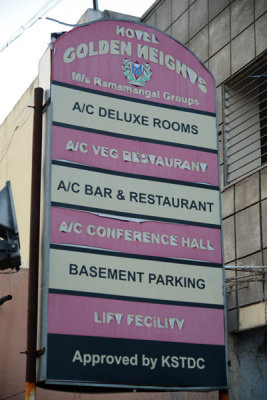 HOTEL
GOLDEN HEIGHTS
M/s Ramamangal Groups
A/C DELUXE ROOMS
A/C VEG RESTAURANT
A/C BAR & RESTAURANT
A/C CONFERENCE HALL
BASEMENT PARKING
LIFT FECILITY
Approved by KSTDC